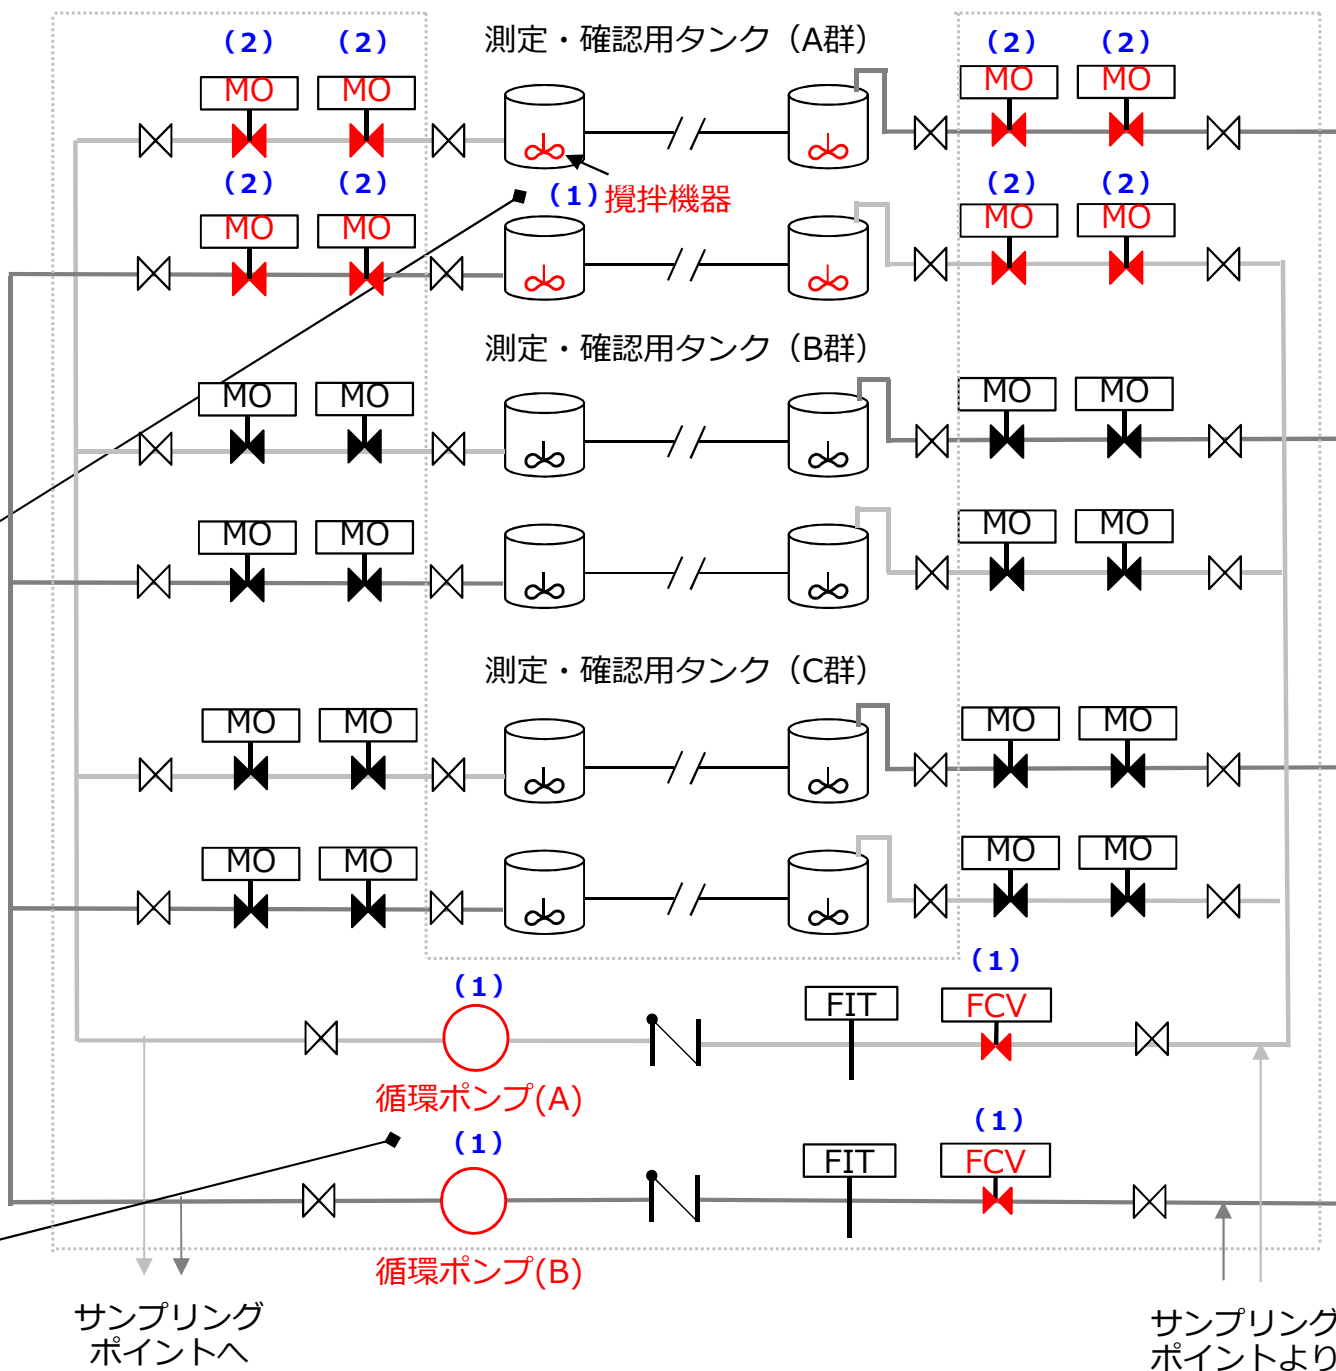 (2) (2) 測定・確認用タンク（A群） (2) (2)
MO MO MO MO
(2) (2) (1) 攪拌機器 (2) (2)
MO MO MO MO
測定・確認用タンク（B群）
MO MO MO MO
MO MO MO MO
測定・確認用タンク（C群）
MO MO MO MO
MO MO MO MO
(1) (1)
FIT FCV
循環ポンプ(A)
(1) (1)
FIT FCV
循環ポンプ(B)
サンプリング
ポイントへ
サンプリング
ポイントより